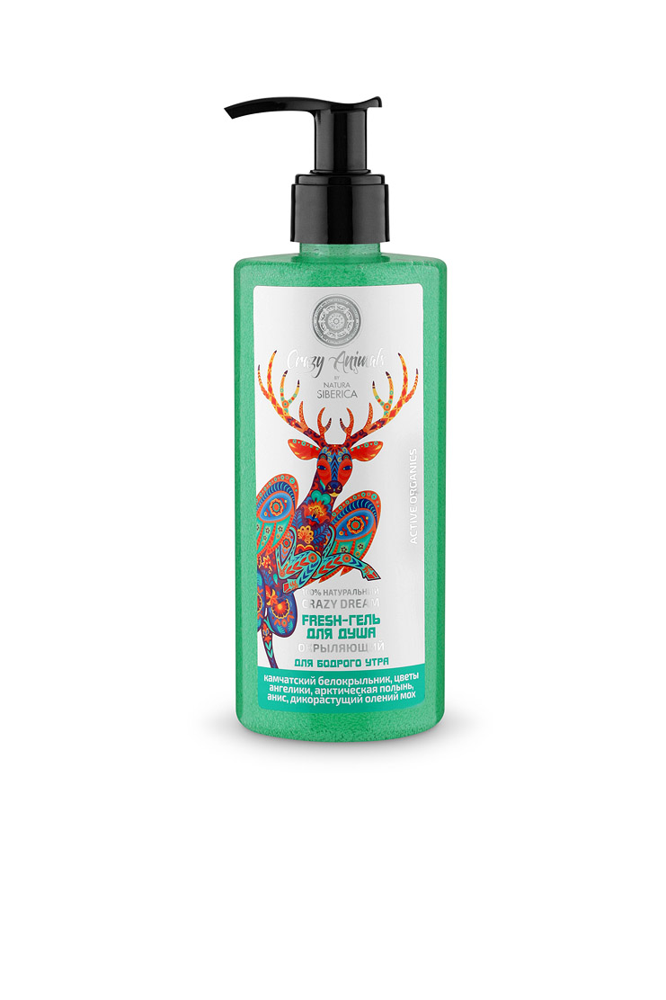 Crazy Animals
BY
NATURA
SIBERICA
ACTIVE ORGANICS
100% НАТУРАЛЬНЫЙ
CRAZY DREAM
FRESH-ГЕЛЬ
ДЛЯ ДУША
ОКРЫЛЯЮЩИЙ
ДЛЯ БОДРОГО УТРА
камчатский белокрыльник, цветы
ангелики, арктическая полынь,
анис, дикорастущий олений мох